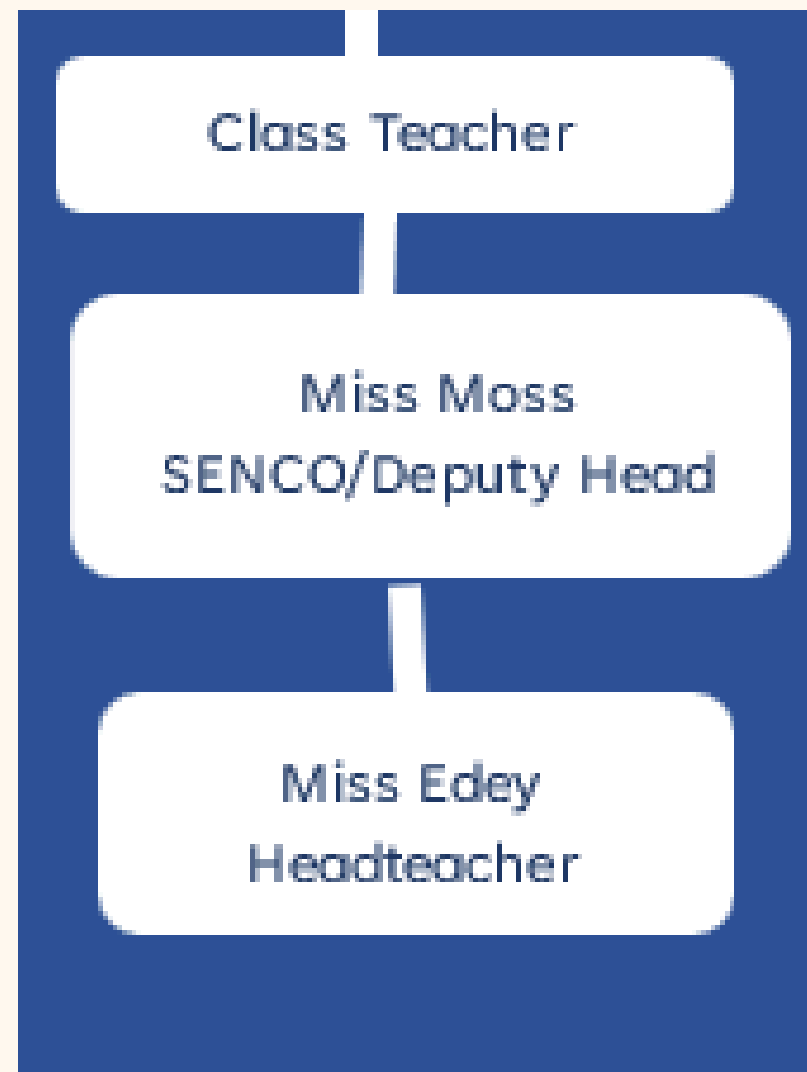 Class Teacher
Miss Moss
SENCO/Deputy Head
Miss Edey
Headteacher